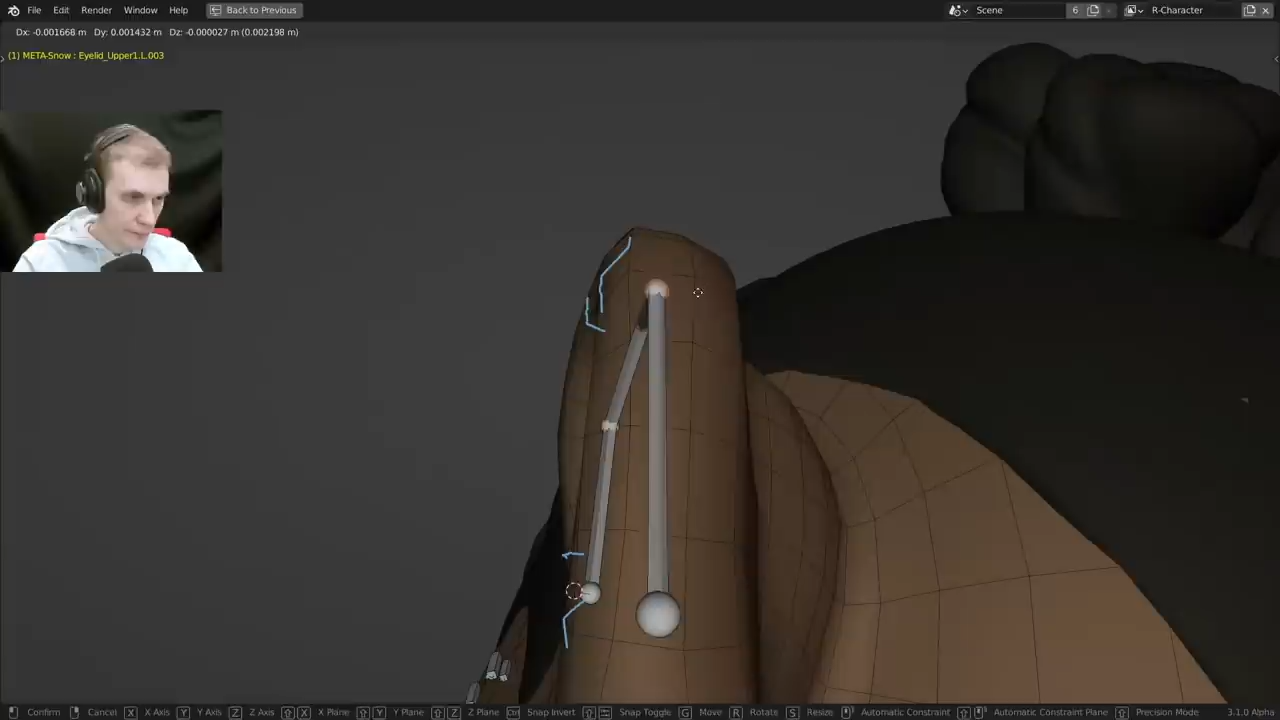 File Edit Render Window Help Back to Previous Scene 6 R-Character
Dx: -0.001668 m Dy: 0.001432 m Dz: -0.000027 m (0.002198 m)
(1) META-Snow : Eyelid_Upper1.L.003
Confirm Cancel X X Axis Y Y Axis Z Z Axis X X Plane Y Y Plane Z Z Plane Snap Invert Snap Toggle G Move R Rotate S Resize Automatic Constraint Automatic Constraint Plane Precision Mode 3.1.0 Alpha